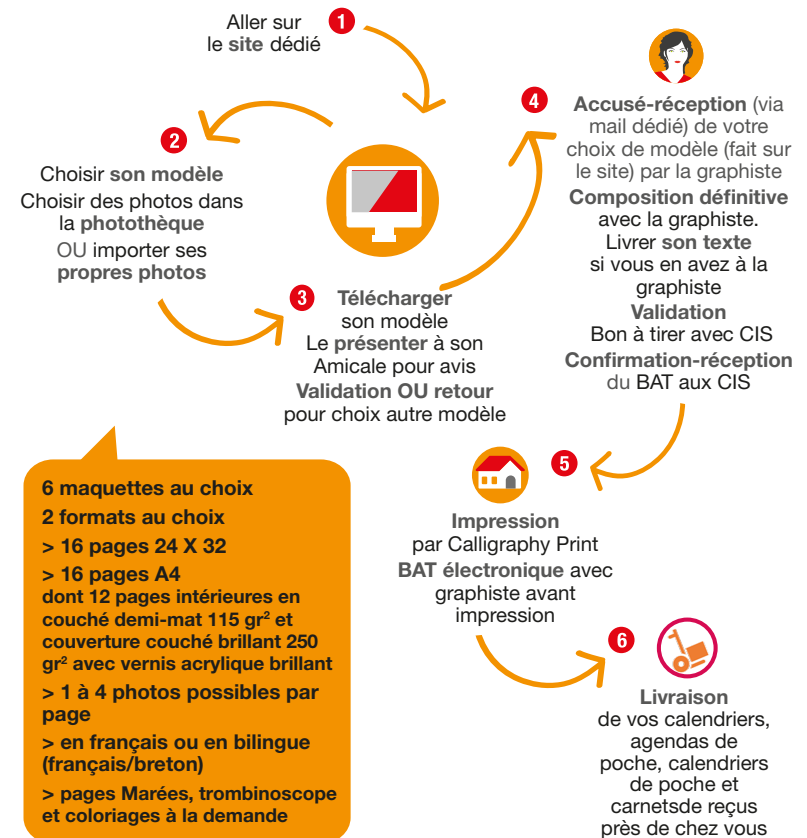 Aller sur
le site dédié
1
2
Choisir son modèle
Choisir des photos dans
la photothèque
OU importer ses
propres photos
3
Télécharger
son modèle
Le présenter à son
Amicale pour avis
Validation OU retour
pour choix autre modèle
4
Accusé-réception (via
mail dédié) de votre
choix de modèle (fait sur
le site) par la graphiste
Composition définitive
avec la graphiste.
Livrer son texte
si vous en avez à la
graphiste
Validation
Bon à tirer avec CIS
Confirmation-réception
du BAT aux CIS
5
Impression
par Calligraphy Print
BAT électronique avec
graphiste avant
impression
6
Livraison
de vos calendriers,
agendas de
poche, calendriers
de poche et
carnetsde reçus
près de chez vous
6 maquettes au choix
2 formats au choix
> 16 pages 24 X 32
> 16 pages A4
dont 12 pages intérieures en
couché demi-mat 115 gr² et
couverture couché brillant 250
gr² avec vernis acrylique brillant
> 1 à 4 photos possibles par
page
> en français ou en bilingue
(français/breton)
> pages Marées, trombinoscope
et coloriages à la demande